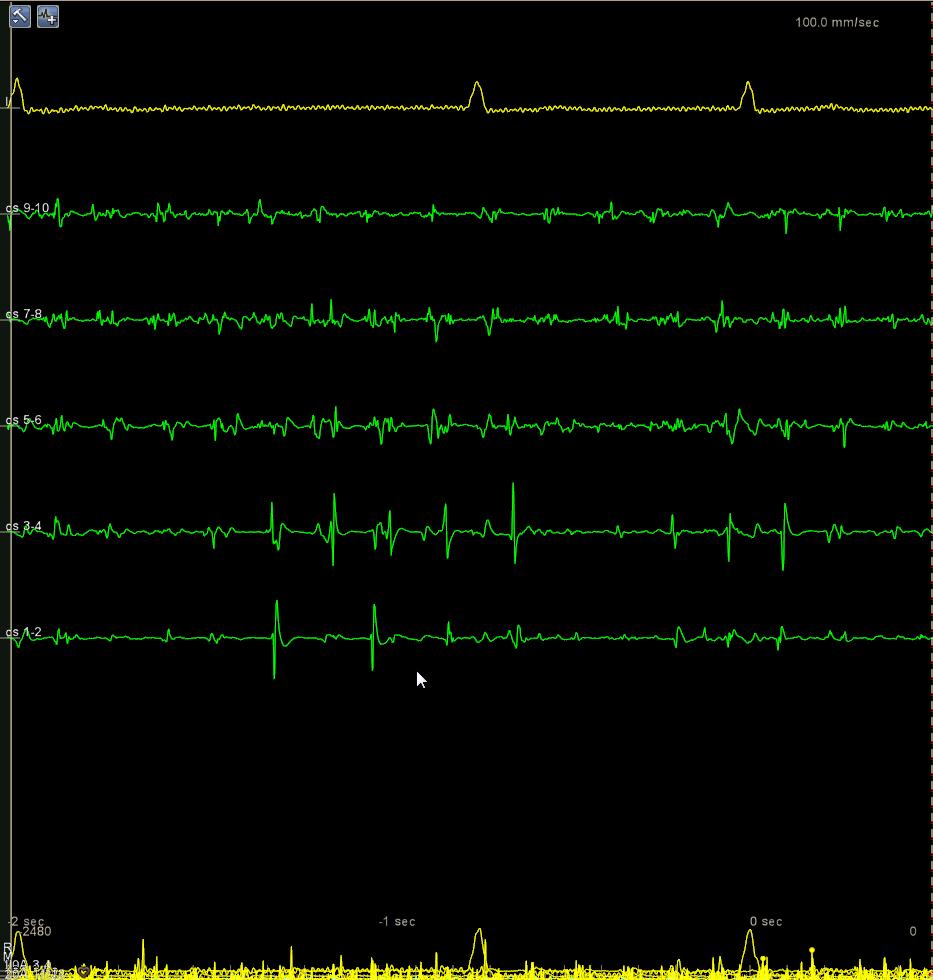 100.0 mm/sec
I
cs 9-10
cs 7-8
cs 5-6
cs 3-4
cs 1-2
-2 sec
-1 sec
0 sec
2480
0